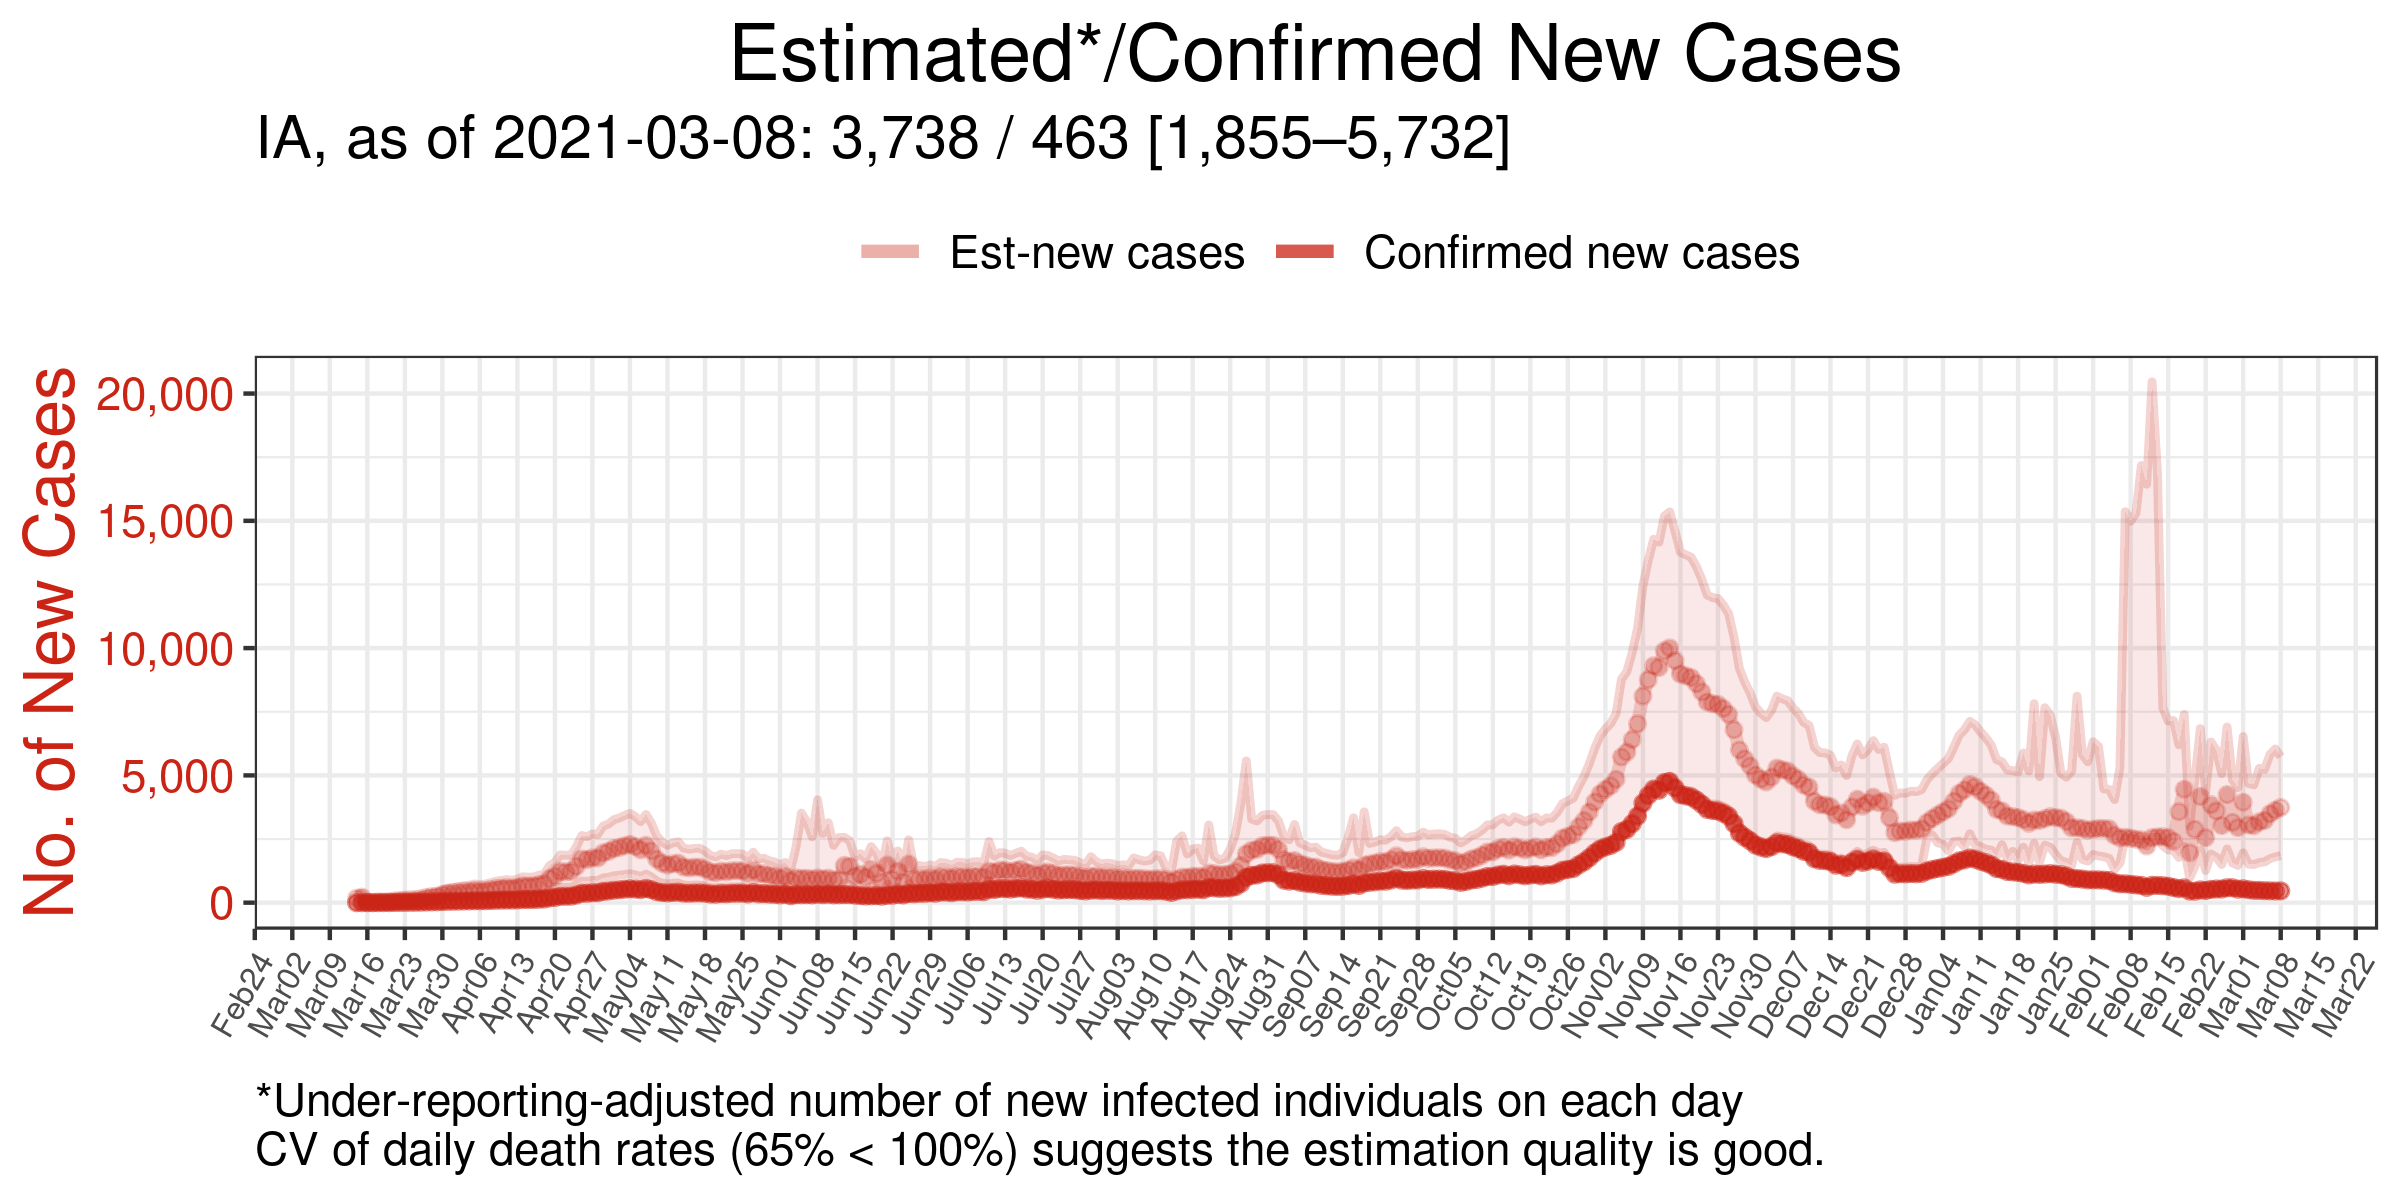 Estimated*/Confirmed New Cases
IA, as of 2021-03-08: 3,738 / 463 [1,855–5,732]
Est-new cases Confirmed new cases
No. of New Cases
20,000
15,000
10,000
5,000
0
Feb24 Mar02 Mar09 Mar16 Mar23 Mar30 Apr06 Apr13 Apr20 Apr27 May04 May11 May18 May25 Jun01 Jun08 Jun15 Jun22 Jun29 Jul06 Jul13 Jul20 Jul27 Aug03 Aug10 Aug17 Aug24 Aug31 Sep07 Sep14 Sep21 Sep28 Oct05 Oct12 Oct19 Oct26 Nov02 Nov09 Nov16 Nov23 Nov30 Dec07 Dec14 Dec21 Dec28 Jan04 Jan11 Jan18 Jan25 Feb01 Feb08 Feb15 Feb22 Mar01 Mar08 Mar15 Mar22
*Under-reporting-adjusted number of new infected individuals on each day
CV of daily death rates (65% < 100%) suggests the estimation quality is good.